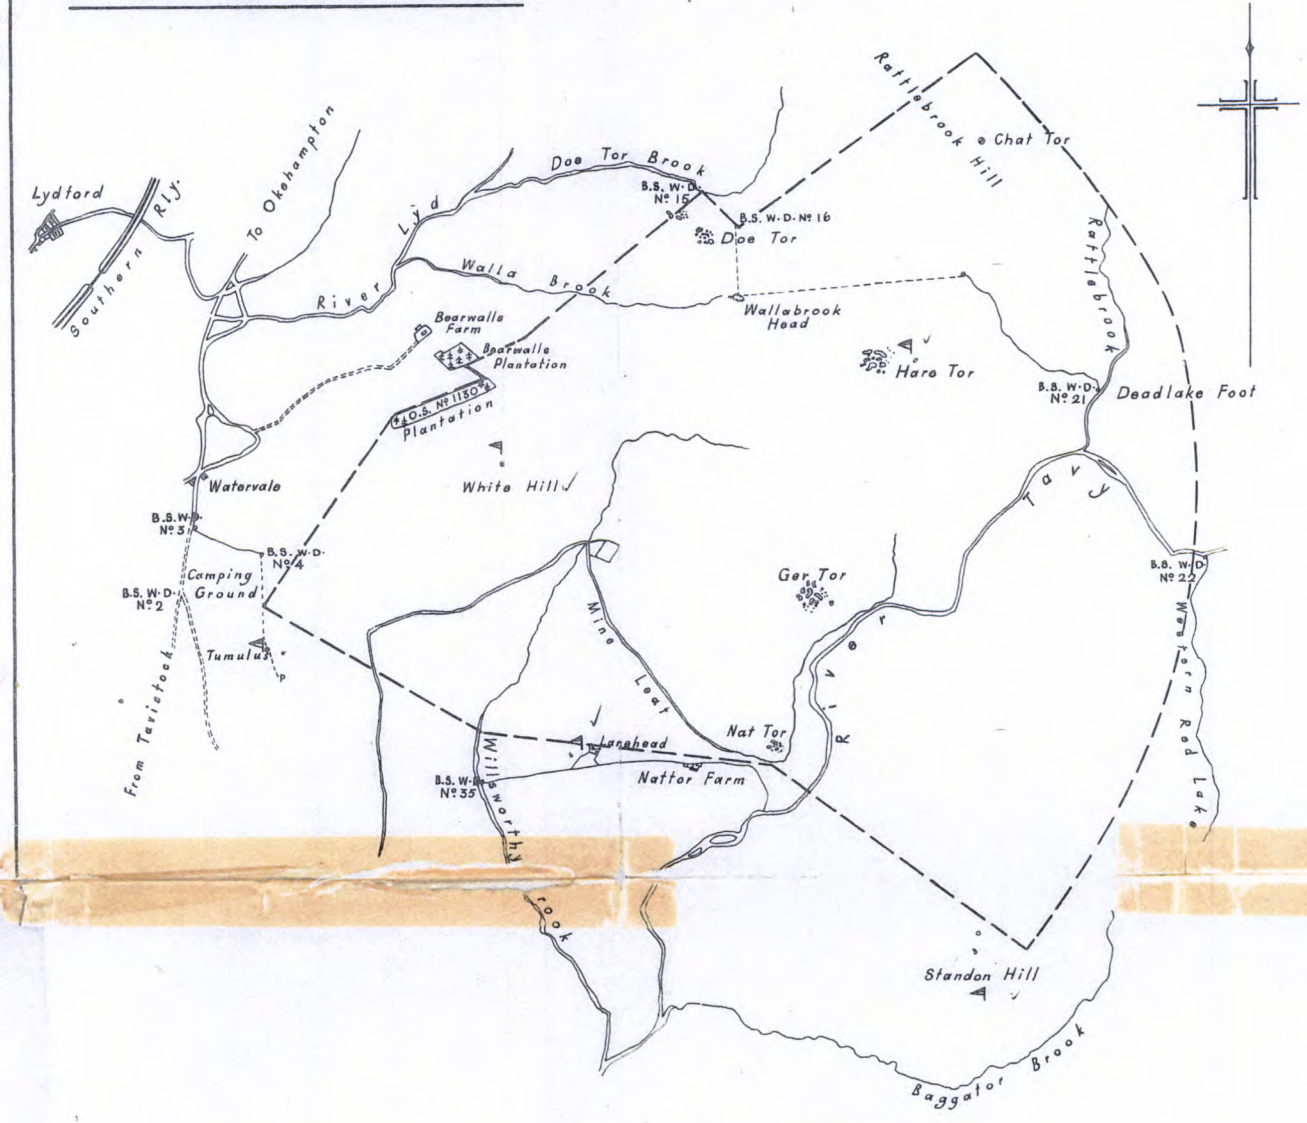 Rattlebrook Hill
Chat Tor
To Okehampton
Lydford
Southern Rly.
Doe Tor Brook
B.S. W.D.
Nº 15
B.S. W.D. Nº 16
Doe Tor
River Lyd
Walla Brook
Wallabrook
Head
Rattlebrook
Bearwalle
Farm
Bearwalle
Plantation
O.S. Nº 1130
Plantation
Hare Tor
B.S. W.D.
Nº 21
Deadlake Foot
White Hill
Watervale
B.S.W.D.
Nº 3
B.S. W.D.
Nº 4
Camping
Ground
B.S. W.D.
Nº 2
Tumulus
P
From Tavistock
Ger Tor
River Tavy
B.S. W.D.
Nº 22
Western Red Lake
Mine Leat
Nat Tor
Lanehead
Nattor Farm
B.S. W.D.
Nº 35
Willsworthy
rook
Standon Hill
Baggator Brook